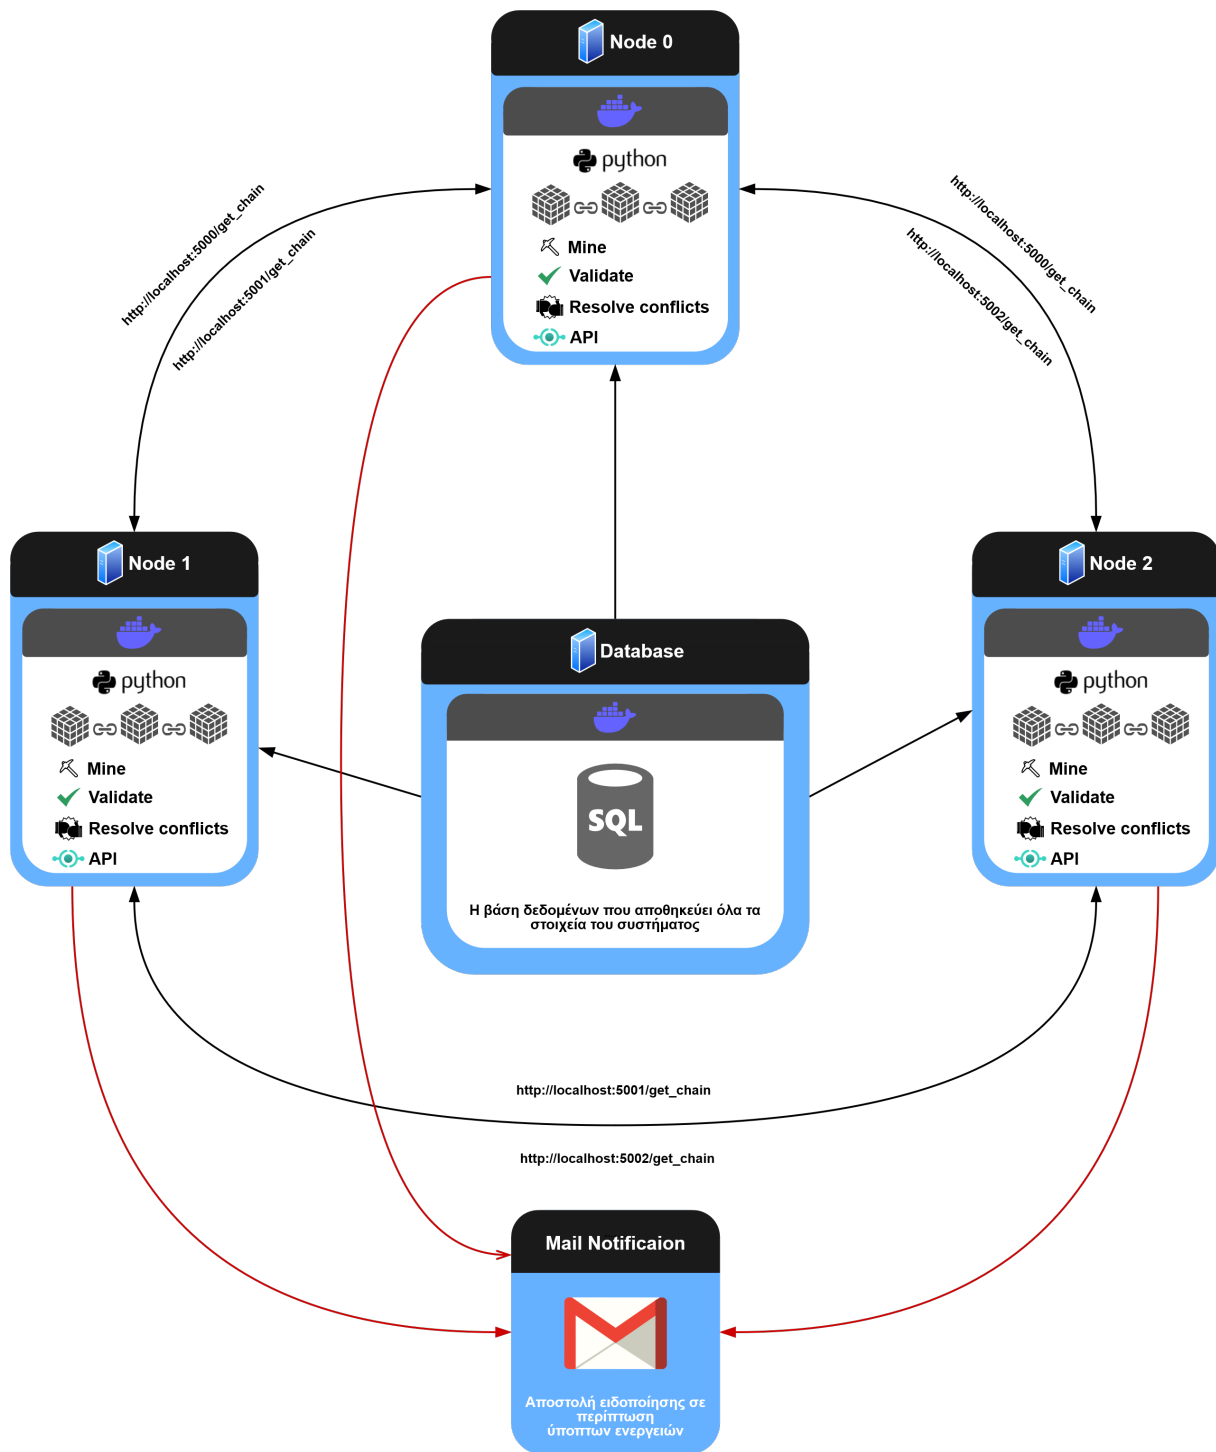 Node 0
python
Mine
Validate
Resolve conflicts
API
http://localhost:5000/get_chain
http://localhost:5001/get_chain
http://localhost:5000/get_chain
http://localhost:5002/get_chain
Node 1
python
Mine
Validate
Resolve conflicts
API
Database
SQL
Η βάση δεδομένων που αποθηκεύει όλα τα
στοιχεία του συστήματος
Node 2
python
Mine
Validate
Resolve conflicts
API
http://localhost:5001/get_chain
http://localhost:5002/get_chain
Mail Notificaion
Αποστολή ειδοποίησης σε
περίπτωση
ύποπτων ενεργειών